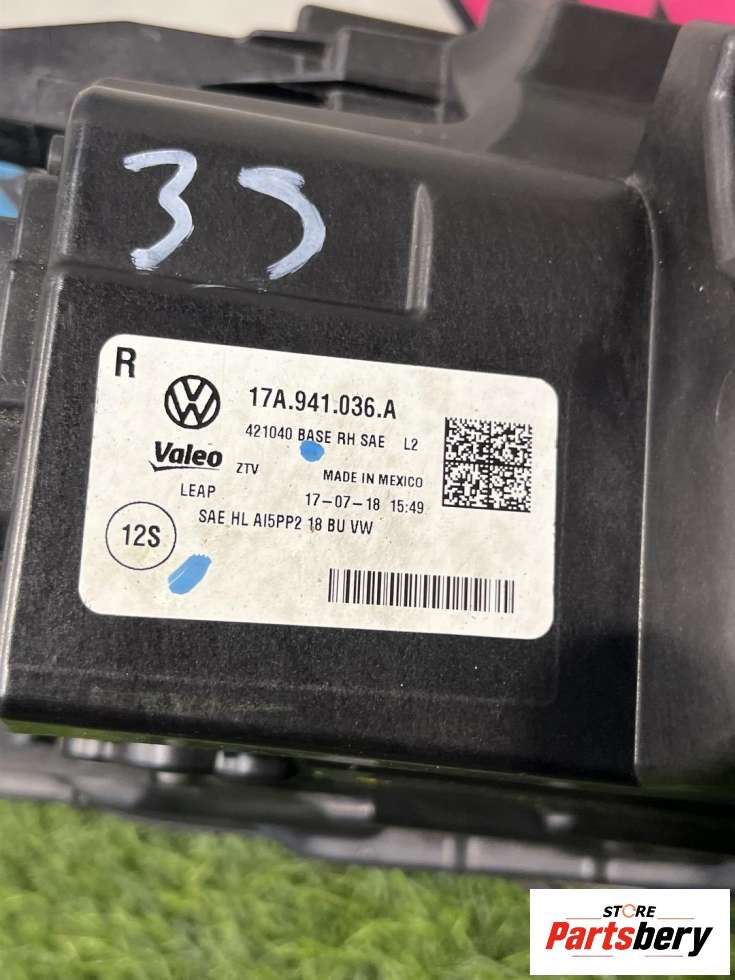 35
R
17A.941.036.A
421040 BASE RH SAE L2
Valeo ZTV MADE IN MEXICO
LEAP 17-07-18 15:49
SAE HL AI5PP2 18 BU VW
12S
STORE
Partsbery